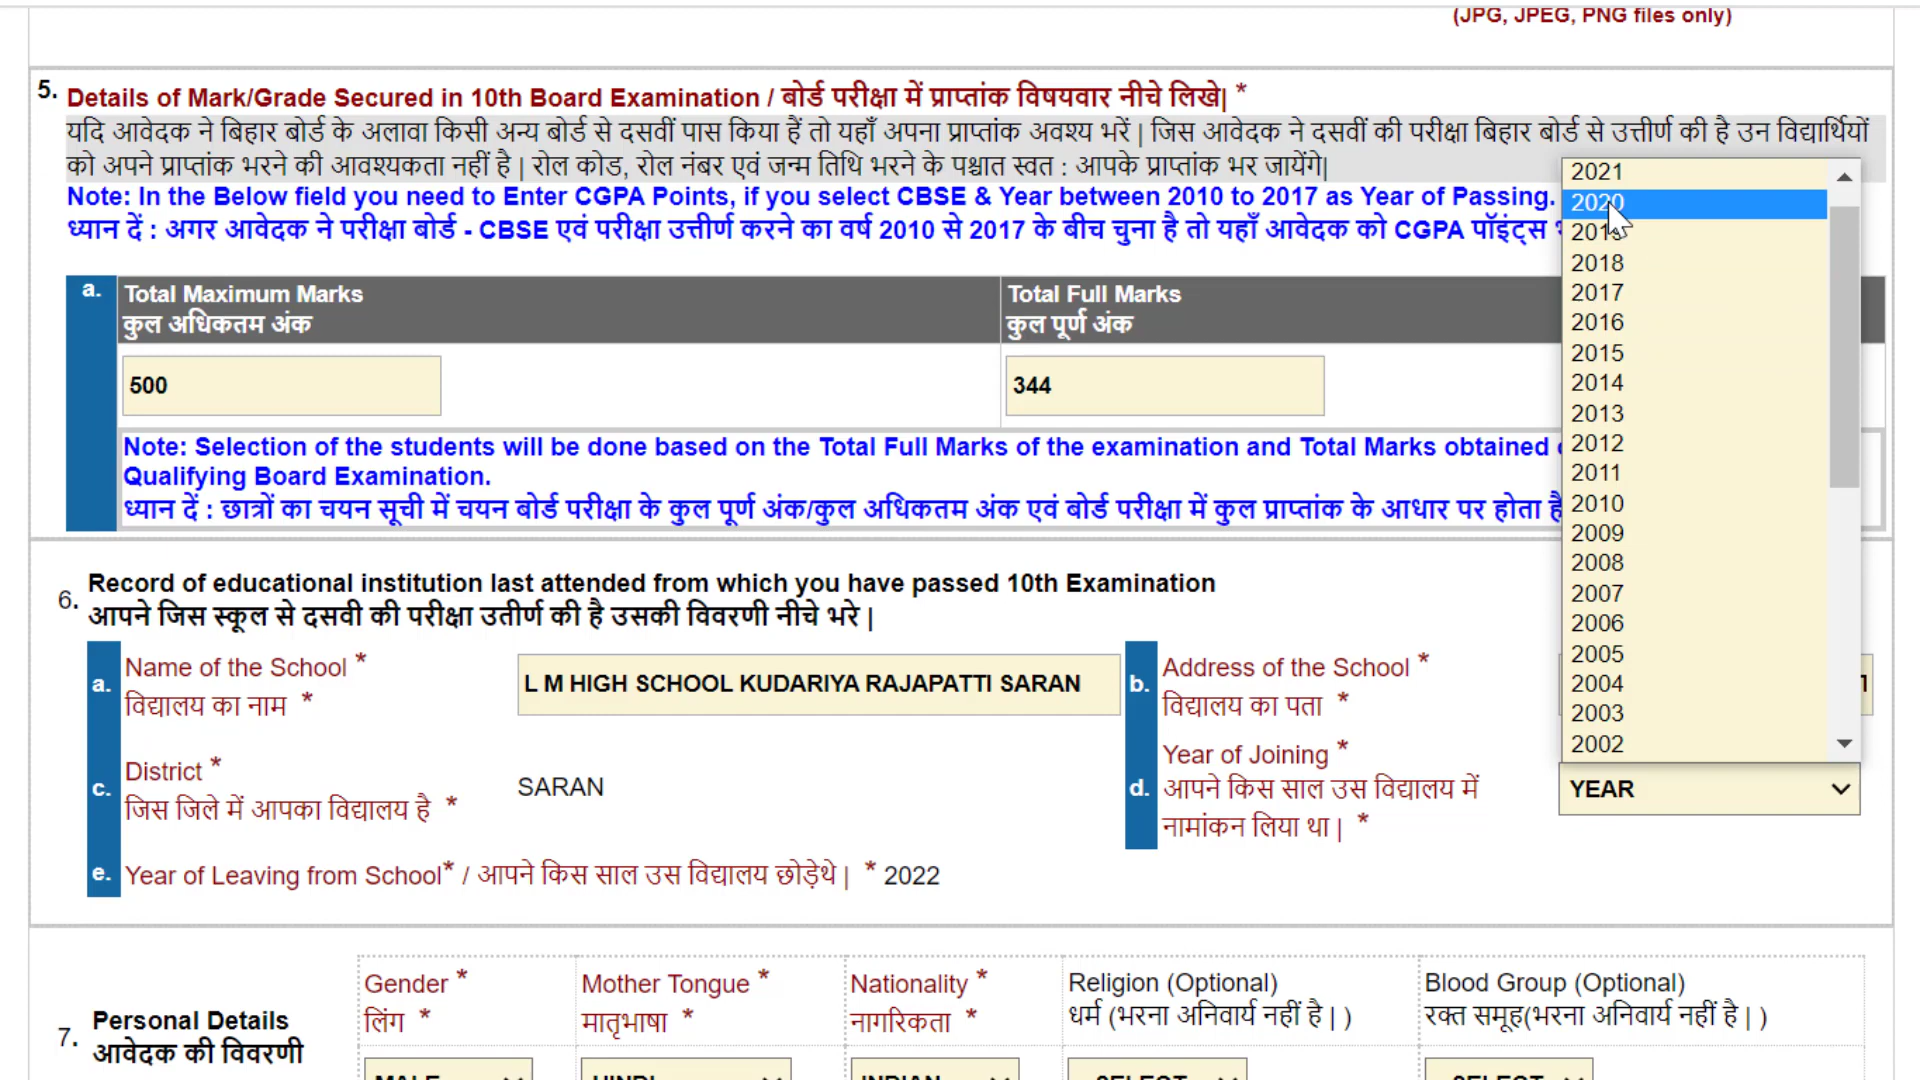 (JPG, JPEG, PNG files only)
5. Details of Mark/Grade Secured in 10th Board Examination / बोर्ड परीक्षा में प्राप्तांक विषयवार नीचे लिखे| *
यदि आवेदक ने बिहार बोर्ड के अलावा किसी अन्य बोर्ड से दसवीं पास किया हैं तो यहाँ अपना प्राप्तांक अवश्य भरें | जिस आवेदक ने दसवीं की परीक्षा बिहार बोर्ड से उत्तीर्ण की है उन विद्यार्थियों
को अपने प्राप्तांक भरने की आवश्यकता नहीं है | रोल कोड, रोल नंबर एवं जन्म तिथि भरने के पश्चात स्वत : आपके प्राप्तांक भर जायेंगे|
Note: In the Below field you need to Enter CGPA Points, if you select CBSE & Year between 2010 to 2017 as Year of Passing.
ध्यान दें : अगर आवेदक ने परीक्षा बोर्ड - CBSE एवं परीक्षा उत्तीर्ण करने का वर्ष 2010 से 2017 के बीच चुना है तो यहाँ आवेदक को CGPA पॉइंट्स
a. Total Maximum Marks
कुल अधिकतम अंक
Total Full Marks
कुल पूर्ण अंक
500
344
Note: Selection of the students will be done based on the Total Full Marks of the examination and Total Marks obtained
Qualifying Board Examination.
ध्यान दें : छात्रों का चयन सूची में चयन बोर्ड परीक्षा के कुल पूर्ण अंक/कुल अधिकतम अंक एवं बोर्ड परीक्षा में कुल प्राप्तांक के आधार पर होता है
2021
2020
2019
2018
2017
2016
2015
2014
2013
2012
2011
2010
2009
2008
2007
2006
2005
2004
2003
2002
6. Record of educational institution last attended from which you have passed 10th Examination
आपने जिस स्कूल से दसवी की परीक्षा उतीर्ण की है उसकी विवरणी नीचे भरे |
a. Name of the School *
विद्यालय का नाम *
L M HIGH SCHOOL KUDARIYA RAJAPATTI SARAN
b. Address of the School *
विद्यालय का पता *
c. District *
जिस जिले में आपका विद्यालय है *
SARAN
d. Year of Joining *
आपने किस साल उस विद्यालय में
नामांकन लिया था | *
YEAR
e. Year of Leaving from School* / आपने किस साल उस विद्यालय छोड़ेथे | * 2022
7. Personal Details
आवेदक की विवरणी
Gender *
लिंग *
Mother Tongue *
मातृभाषा *
Nationality *
नागरिकता *
Religion (Optional)
धर्म (भरना अनिवार्य नहीं है | )
Blood Group (Optional)
रक्त समूह(भरना अनिवार्य नहीं है | )
MALE
HINDI
INDIAN
SELECT
SELECT